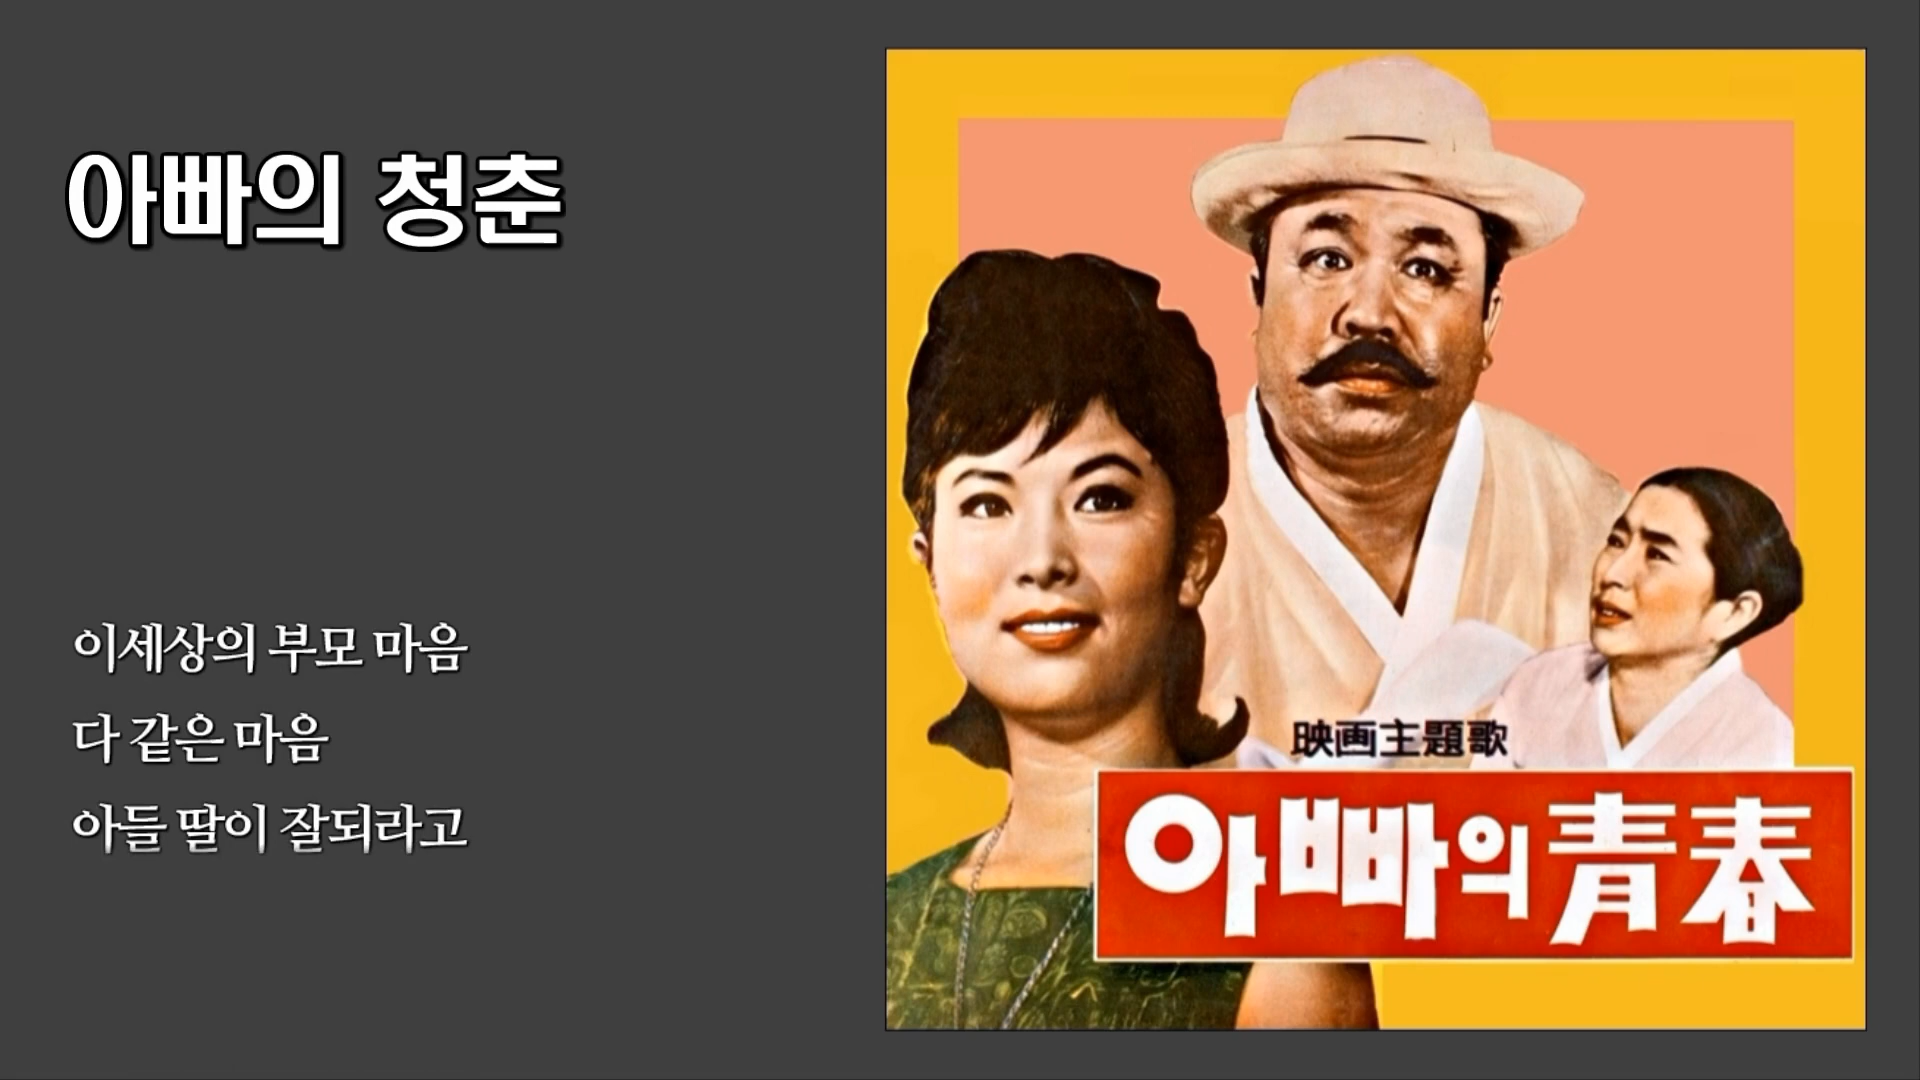 아빠의 청춘
이세상의 부모 마음
다 같은 마음
아들 딸이 잘되라고
映画主題歌
아빠의 青春